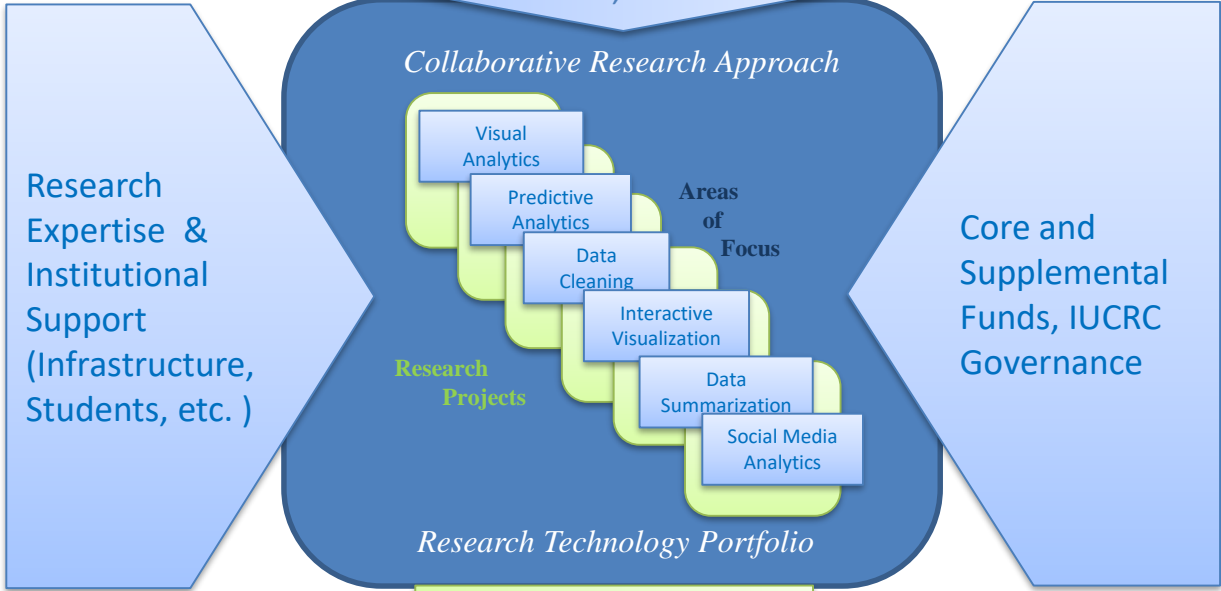 Collaborative Research Approach
Visual
Analytics
Predictive
Analytics
Areas
of
Focus
Data
Cleaning
Interactive
Visualization
Research
Projects
Data
Summarization
Social Media
Analytics
Research Technology Portfolio
Research
Expertise &
Institutional
Support
(Infrastructure,
Students, etc. )
Core and
Supplemental
Funds, IUCRC
Governance